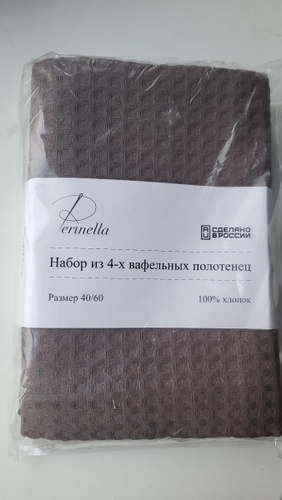 Perinella
СДЕЛАНО
В РОССИИ
Набор из 4-х вафельных полотенец
Размер 40/60
100% хлопок